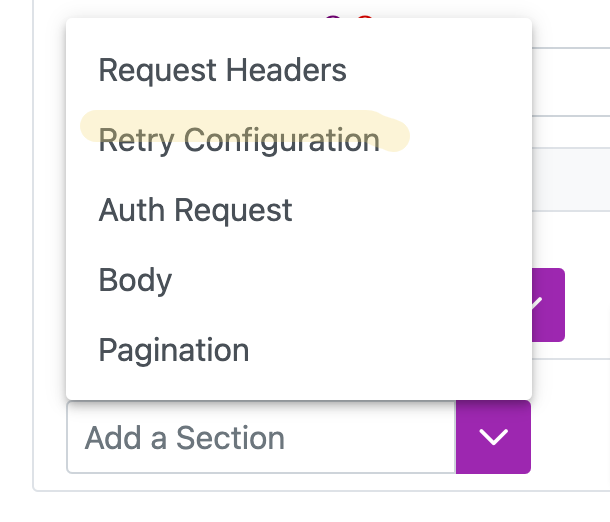 Request Headers
Retry Configuration
Auth Request
Body
Pagination
Add a Section